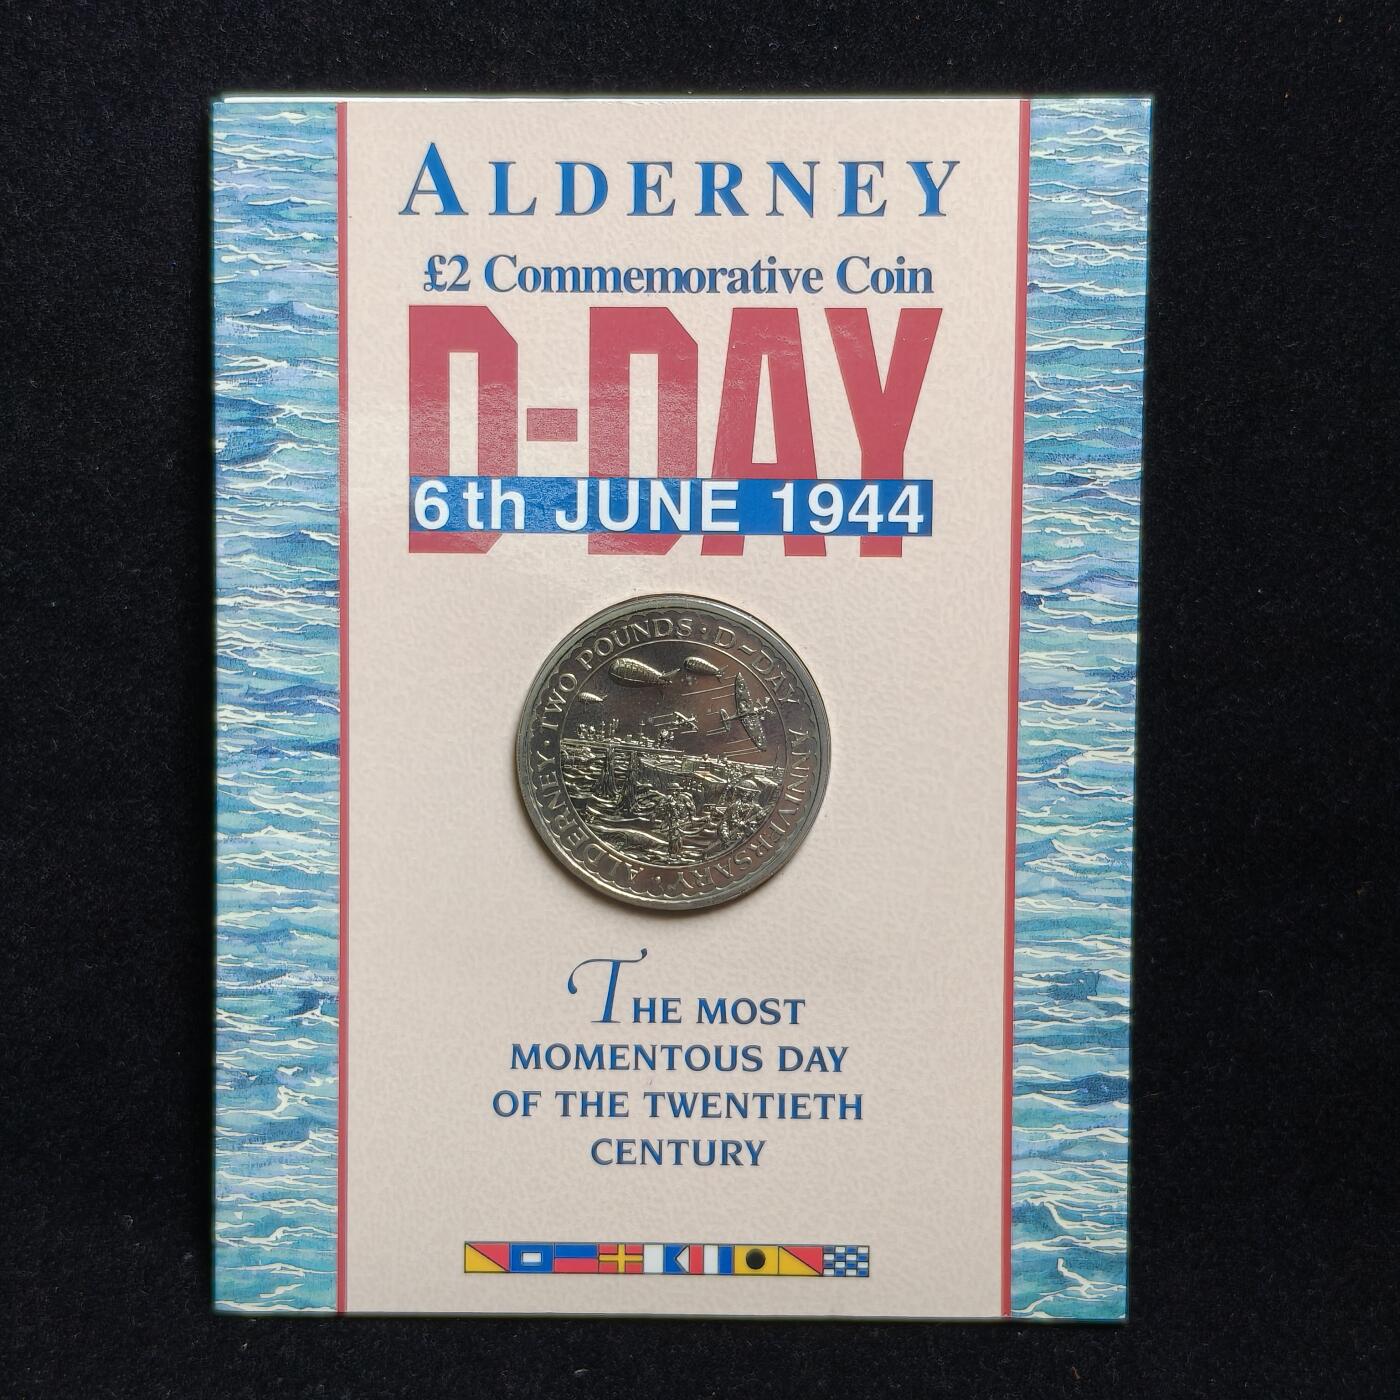 ALDERNEY
£2 Commemorative Coin
D-DAY
6th JUNE 1944
ALDERNEY · TWO POUNDS · D-DAY ANNIVERSARY ·
THE MOST
MOMENTOUS DAY
OF THE TWENTIETH
CENTURY